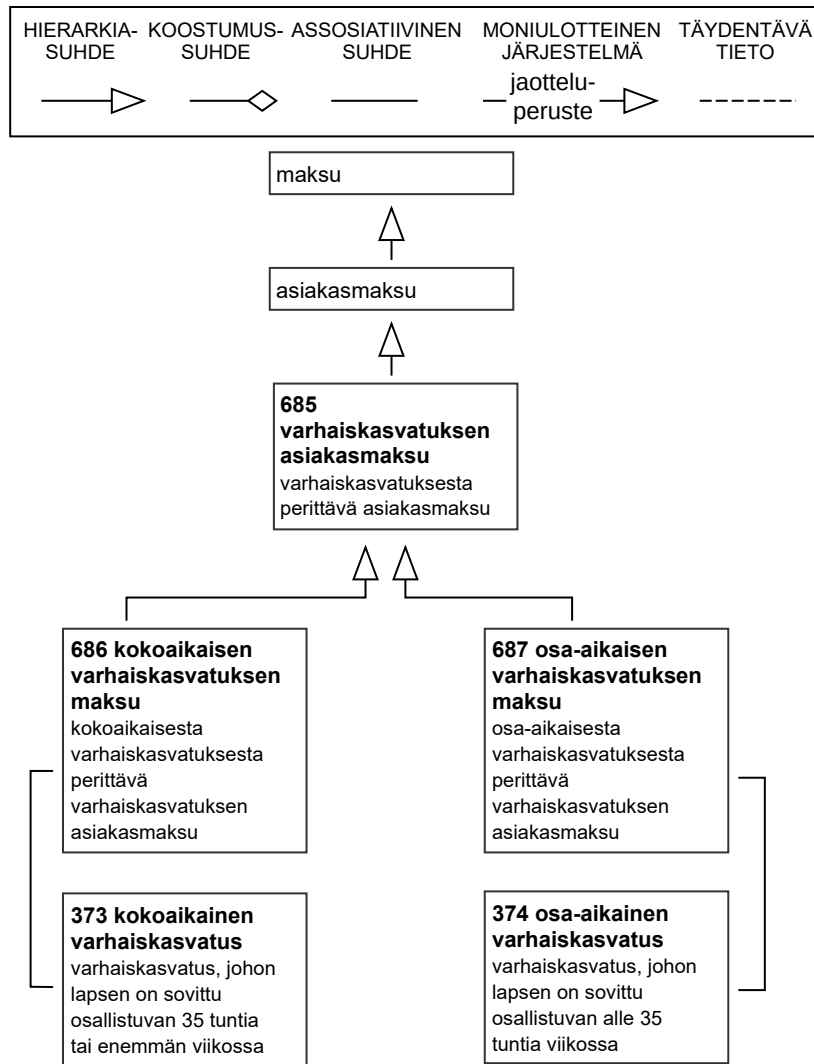 HIERARKIA-
SUHDE
KOOSTUMUS-
SUHDE
ASSOSIATIIVINEN
SUHDE
MONIULOTTEINEN
JÄRJESTELMÄ
jaottelu-
peruste
TÄYDENTÄVÄ
TIETO
maksu
asiakasmaksu
685
varhaiskasvatuksen
asiakasmaksu
varhaiskasvatuksesta
perittävä asiakasmaksu
686 kokoaikaisen
varhaiskasvatuksen
maksu
kokoaikaisesta
varhaiskasvatuksesta
perittävä
varhaiskasvatuksen
asiakasmaksu
687 osa-aikaisen
varhaiskasvatuksen
maksu
osa-aikaisesta
varhaiskasvatuksesta
perittävä
varhaiskasvatuksen
asiakasmaksu
373 kokoaikainen
varhaiskasvatus
varhaiskasvatus, johon
lapsen on sovittu
osallistuvan 35 tuntia
tai enemmän viikossa
374 osa-aikainen
varhaiskasvatus
varhaiskasvatus, johon
lapsen on sovittu
osallistuvan alle 35
tuntia viikossa